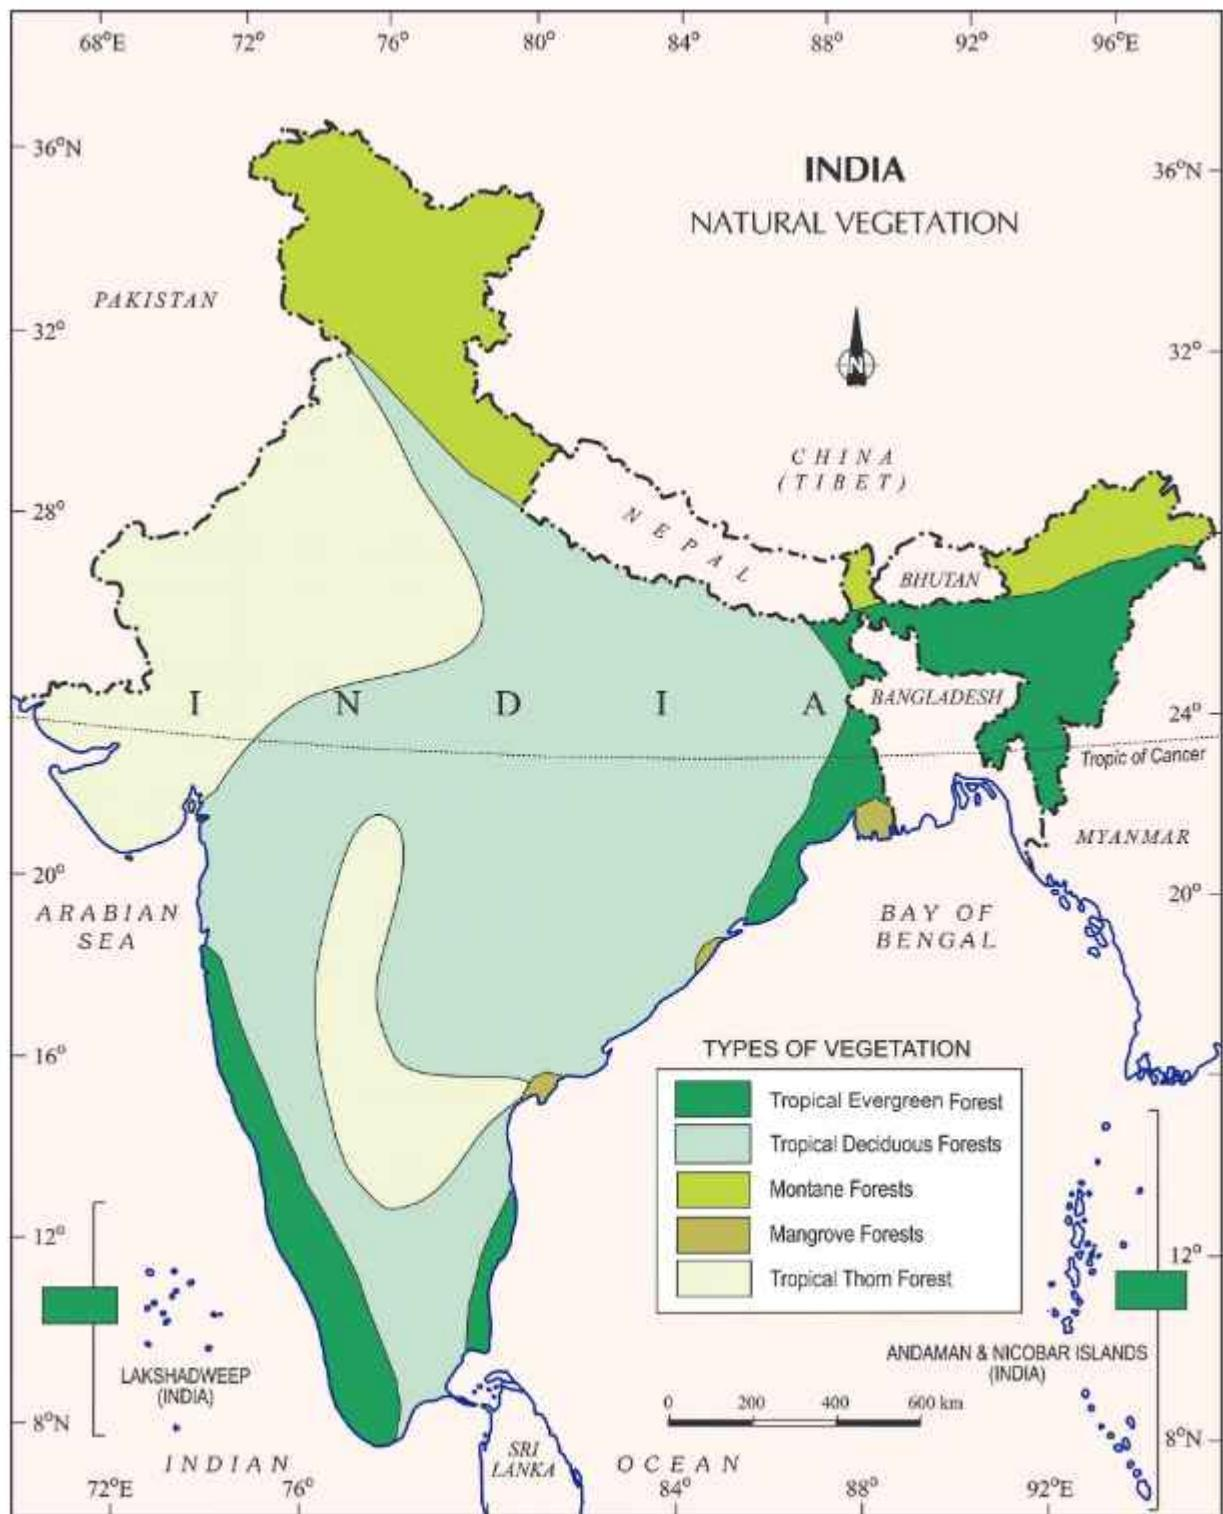 68°E 72° 76° 80° 84° 88° 92° 96°E
36°N
INDIA
36°N
NATURAL VEGETATION
PAKISTAN
32°
32°
N
CHINA
(TIBET)
28°
NEPAL
BHUTAN
I N D I A
BANGLADESH
24°
Tropic of Cancer
MYANMAR
20°
20°
ARABIAN
SEA
BAY OF
BENGAL
16°
TYPES OF VEGETATION
Tropical Evergreen Forest
Tropical Deciduous Forests
Montane Forests
Mangrove Forests
Tropical Thorn Forest
12°
12°
LAKSHADWEEP
(INDIA)
ANDAMAN & NICOBAR ISLANDS
(INDIA)
0 200 400 600 km
8°N
8°N
SRI
LANKA
INDIAN OCEAN
72°E 76° 84° 88° 92°E